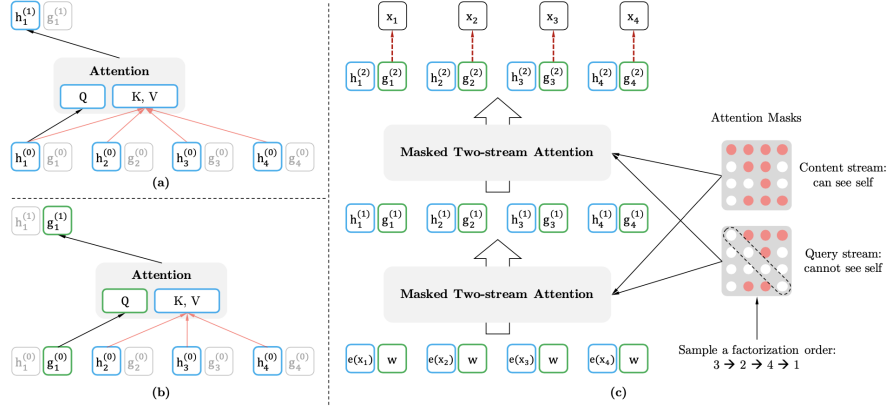 h₁⁽¹⁾ g₁⁽¹⁾
Attention
Q K, V
h₁⁽⁰⁾ g₁⁽⁰⁾ h₂⁽⁰⁾ g₂⁽⁰⁾ h₃⁽⁰⁾ g₃⁽⁰⁾ h₄⁽⁰⁾ g₄⁽⁰⁾
(a)
h₁⁽¹⁾ g₁⁽¹⁾
Attention
Q K, V
h₁⁽⁰⁾ g₁⁽⁰⁾ h₂⁽⁰⁾ g₂⁽⁰⁾ h₃⁽⁰⁾ g₃⁽⁰⁾ h₄⁽⁰⁾ g₄⁽⁰⁾
(b)
x₁ x₂ x₃ x₄
h₁⁽²⁾ g₁⁽²⁾ h₂⁽²⁾ g₂⁽²⁾ h₃⁽²⁾ g₃⁽²⁾ h₄⁽²⁾ g₄⁽²⁾
Masked Two-stream Attention
h₁⁽¹⁾ g₁⁽¹⁾ h₂⁽¹⁾ g₂⁽¹⁾ h₃⁽¹⁾ g₃⁽¹⁾ h₄⁽¹⁾ g₄⁽¹⁾
Masked Two-stream Attention
e(x₁) w e(x₂) w e(x₃) w e(x₄) w
(c)
Attention Masks
Content stream:
can see self
Query stream:
cannot see self
Sample a factorization order:
3 → 2 → 4 → 1